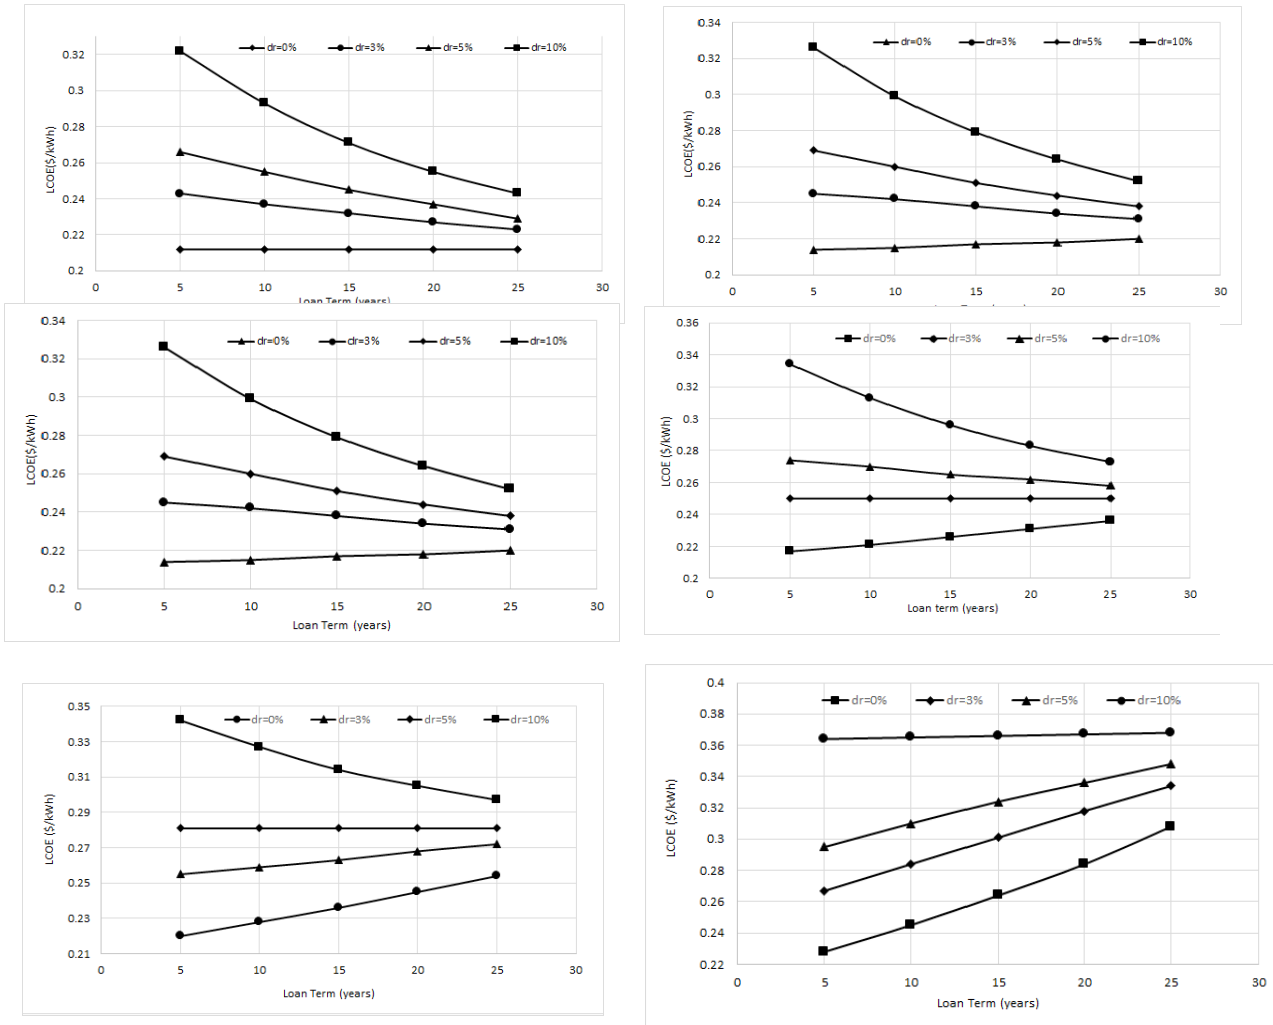 dr=0% dr=3% dr=5% dr=10%
LCOE($/kWh)
0.32
0.3
0.28
0.26
0.24
0.22
0.2
0 5 10 15 20 25 30
Loan Term (years)
dr=0% dr=3% dr=5% dr=10%
LCOE($/kWh)
0.34
0.32
0.3
0.28
0.26
0.24
0.22
0.2
0 5 10 15 20 25 30
Loan Term (years)
dr=0% dr=3% dr=5% dr=10%
LCOE($/kWh)
0.34
0.32
0.3
0.28
0.26
0.24
0.22
0.2
0 5 10 15 20 25 30
Loan Term (years)
dr=0% dr=3% dr=5% dr=10%
LCOE ($/kWh)
0.36
0.34
0.32
0.3
0.28
0.26
0.24
0.22
0.2
0 5 10 15 20 25 30
Loan term (years)
dr=0% dr=3% dr=5% dr=10%
LCOE ($/kWh)
0.35
0.33
0.31
0.29
0.27
0.25
0.23
0.21
0 5 10 15 20 25 30
Loan Term (years)
dr=0% dr=3% dr=5% dr=10%
LCOE ($/kWh)
0.4
0.38
0.36
0.34
0.32
0.3
0.28
0.26
0.24
0.22
0 5 10 15 20 25 30
Loan Term (years)